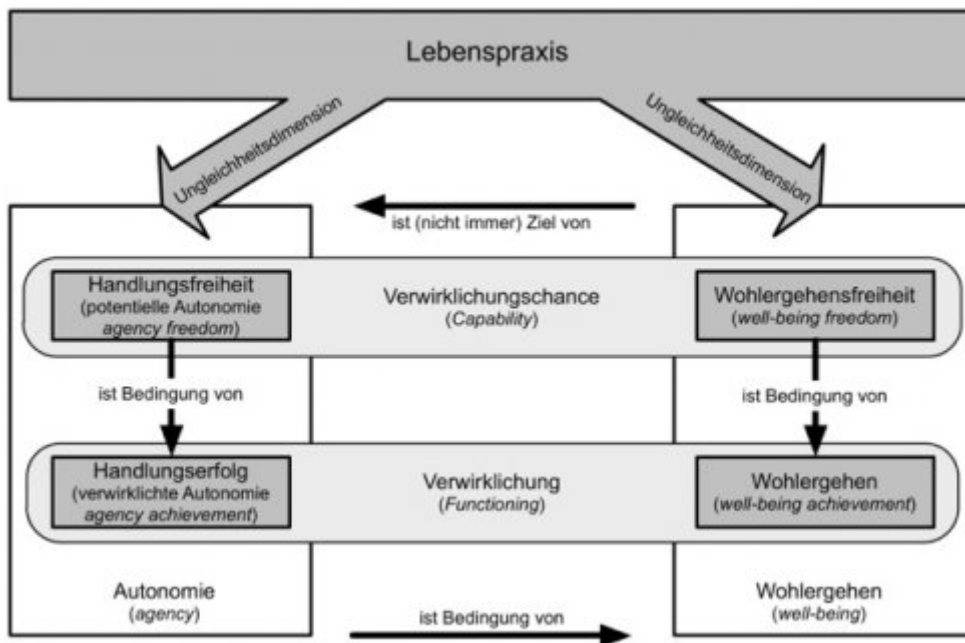 Lebenspraxis
Ungleichheitsdimension
Ungleichheitsdimension
ist (nicht immer) Ziel von
Handlungsfreiheit
(potentielle Autonomie
agency freedom)
Verwirklichungschance
(Capability)
Wohlergehensfreiheit
(well-being freedom)
ist Bedingung von
ist Bedingung von
Handlungserfolg
(verwirklichte Autonomie
agency achievement)
Verwirklichung
(Functioning)
Wohlergehen
(well-being achievement)
Autonomie
(agency)
Wohlergehen
(well-being)
ist Bedingung von